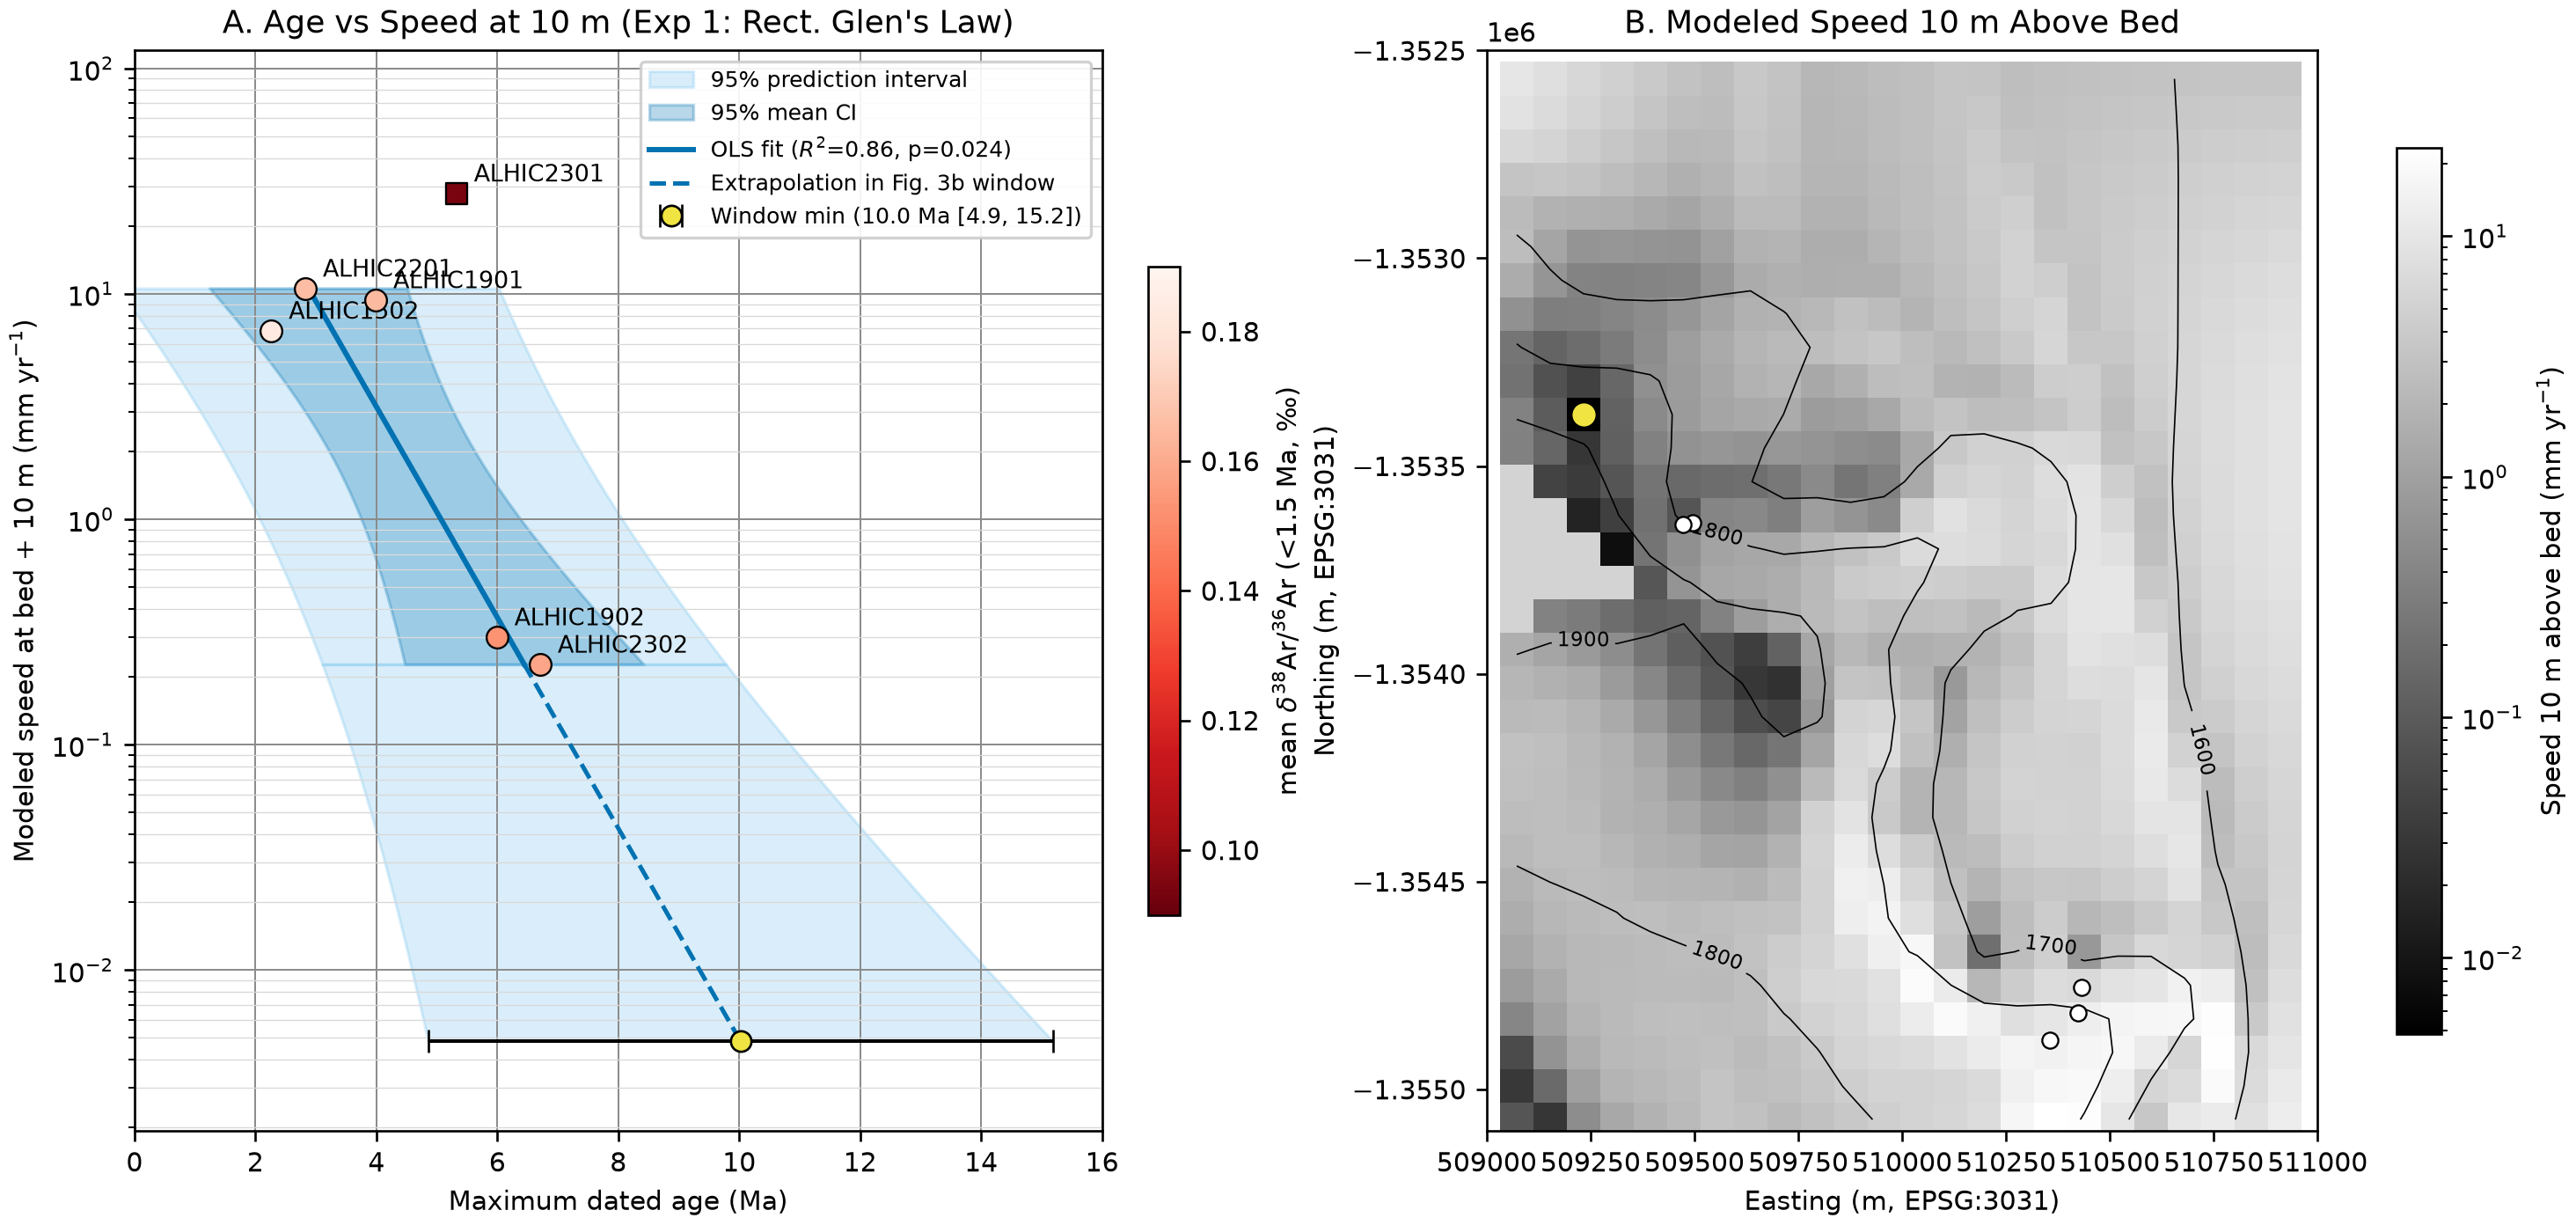 A. Age vs Speed at 10 m (Exp 1: Rect. Glen's Law)
Modeled speed at bed + 10 m (mm yr⁻¹)
10²
10¹
10⁰
10⁻¹
10⁻²
95% prediction interval
95% mean CI
OLS fit (R²=0.86, p=0.024)
Extrapolation in Fig. 3b window
Window min (10.0 Ma [4.9, 15.2])
ALHIC2301
ALHIC2201
ALHIC1901
ALHIC1502
ALHIC1902
ALHIC2302
0 2 4 6 8 10 12 14 16
Maximum dated age (Ma)
0.18
0.16
0.14
0.12
0.10
mean δ³⁸Ar/³⁶Ar (<1.5 Ma, ‰)
B. Modeled Speed 10 m Above Bed
1e6
Northing (m, EPSG:3031)
−1.3525
−1.3530
−1.3535
−1.3540
−1.3545
−1.3550
1800
1900
1600
1700
1800
509000 509250 509500 509750 510000 510250 510500 510750 511000
Easting (m, EPSG:3031)
10¹
10⁰
10⁻¹
10⁻²
Speed 10 m above bed (mm yr⁻¹)